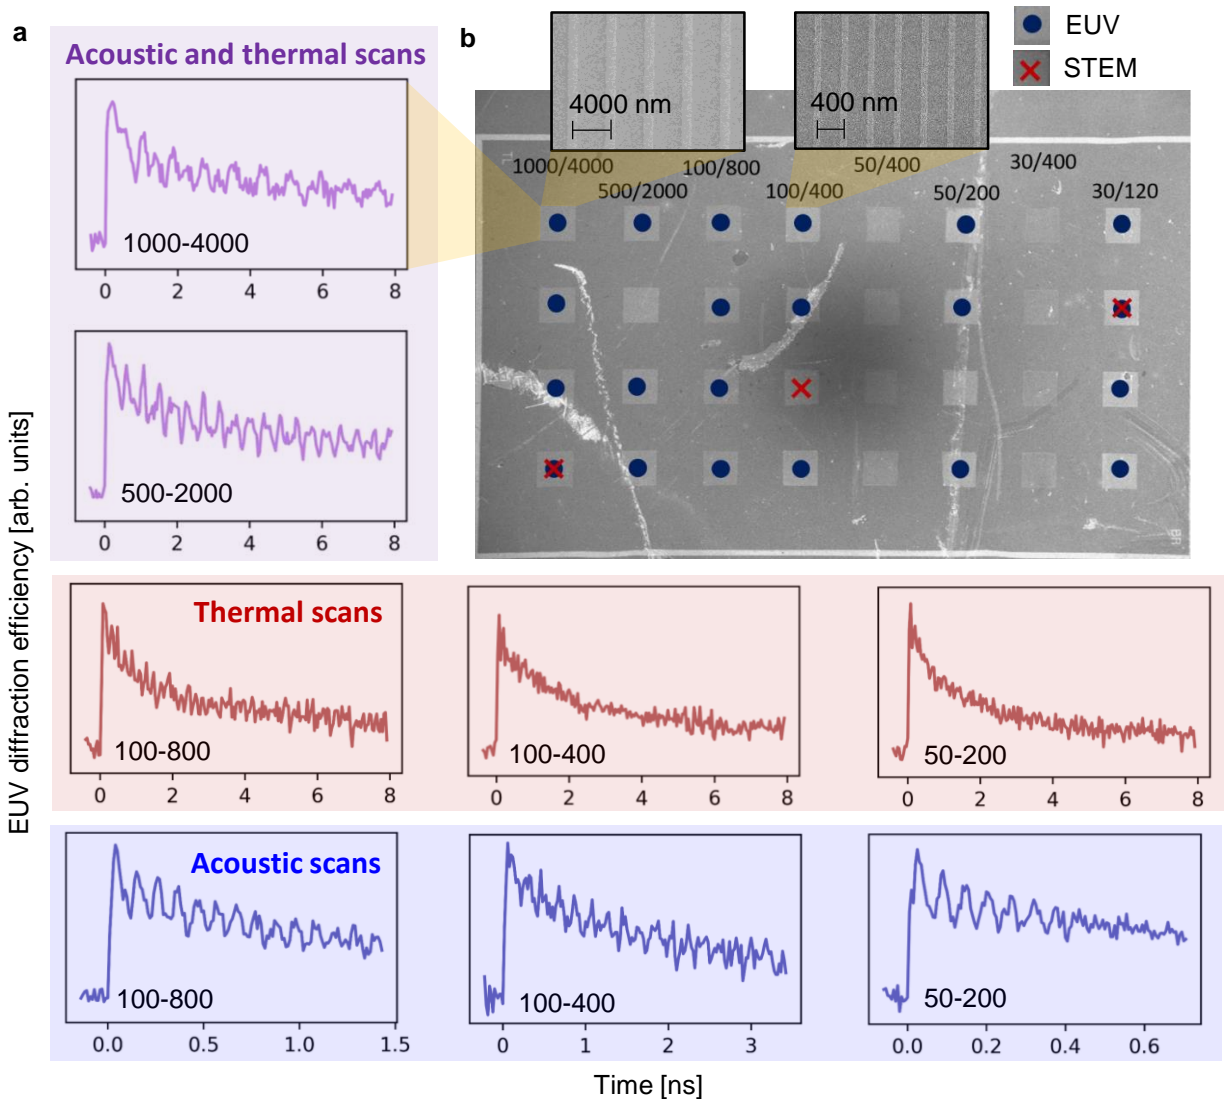 a
Acoustic and thermal scans
1000-4000
0 2 4 6 8
500-2000
0 2 4 6 8
EUV diffraction efficiency [arb. units]
b
4000 nm
400 nm
EUV
STEM
TL
1000/4000
500/2000
100/800
100/400
50/400
50/200
30/400
30/120
BR
Thermal scans
100-800
0 2 4 6 8
100-400
0 2 4 6 8
50-200
0 2 4 6 8
Acoustic scans
100-800
0.0 0.5 1.0 1.5
100-400
0 1 2 3
50-200
0.0 0.2 0.4 0.6
Time [ns]